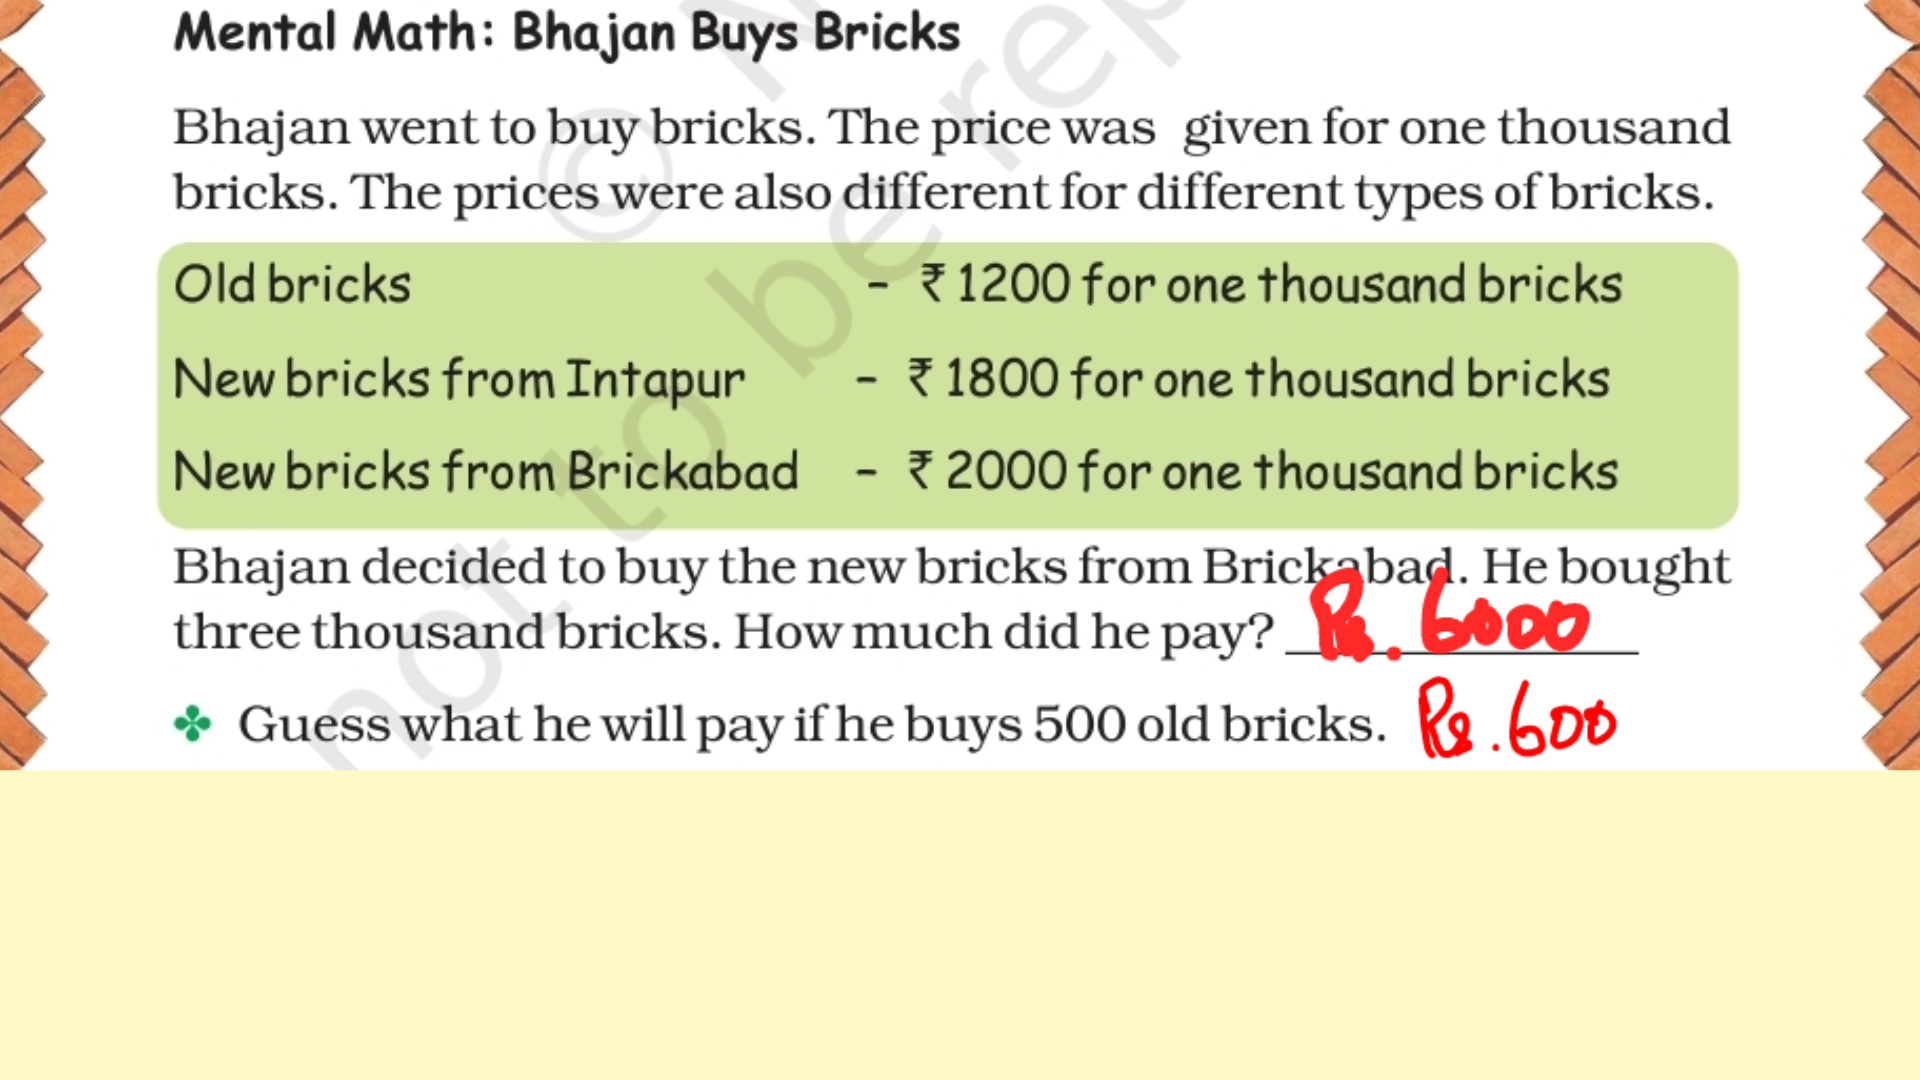 Mental Math: Bhajan Buys Bricks
Bhajan went to buy bricks. The price was given for one thousand
bricks. The prices were also different for different types of bricks.
Old bricks - ₹ 1200 for one thousand bricks
New bricks from Intapur - ₹ 1800 for one thousand bricks
New bricks from Brickabad - ₹ 2000 for one thousand bricks
Bhajan decided to buy the new bricks from Brickabad. He bought
three thousand bricks. How much did he pay? Rs. 6000
Guess what he will pay if he buys 500 old bricks. Rs. 600
© N
not to be rep